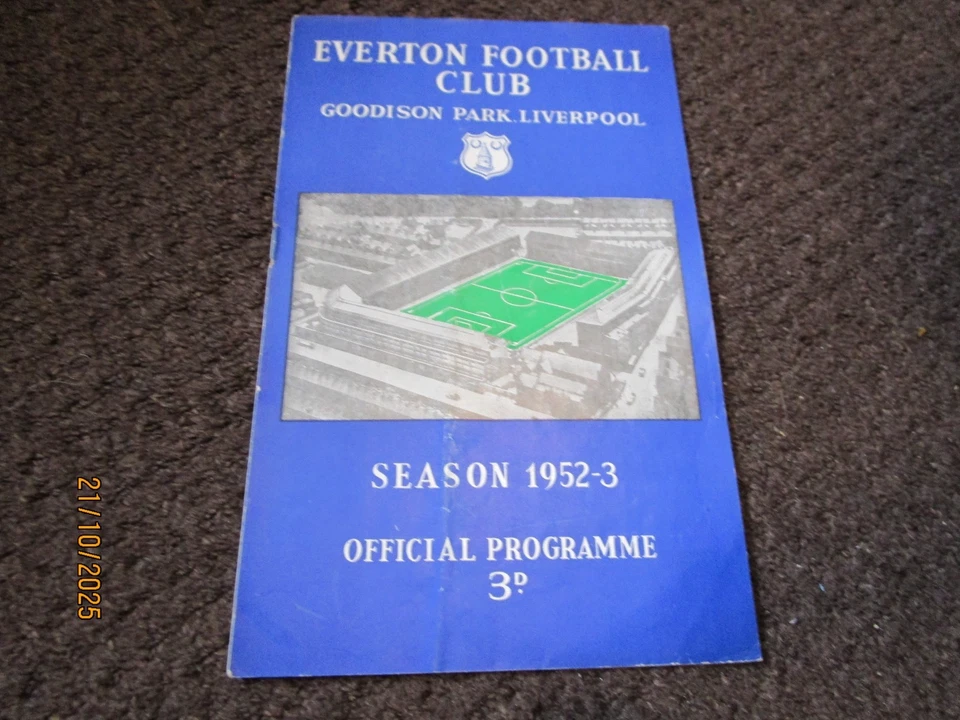 EVERTON FOOTBALL
CLUB
GOODISON PARK. LIVERPOOL
SEASON 1952-3
OFFICIAL PROGRAMME
3D.
21/10/2025